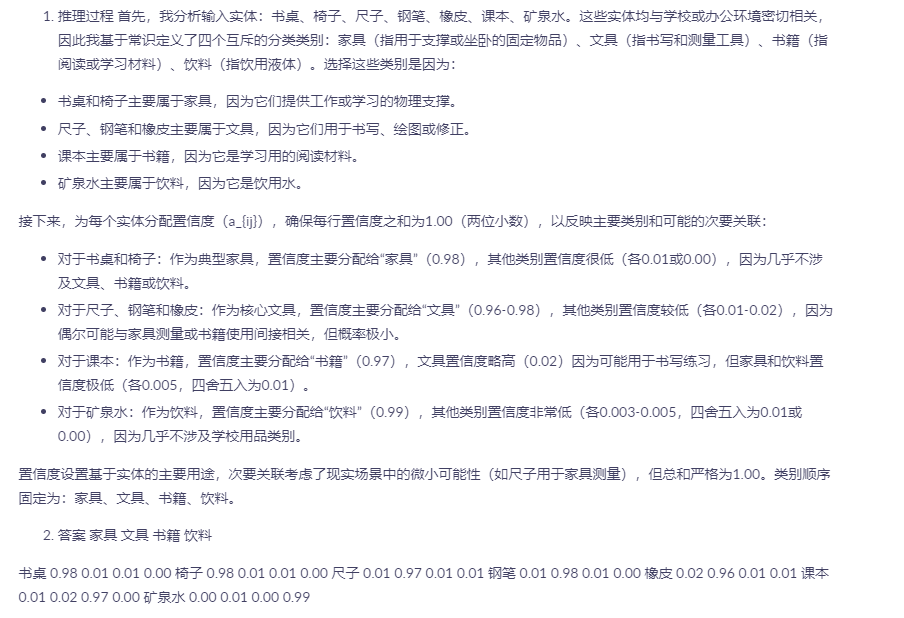 1. 推理过程 首先，我分析输入实体：书桌、椅子、尺子、钢笔、橡皮、课本、矿泉水。这些实体均与学校或办公环境密切相关，
因此我基于常识定义了四个互斥的分类类别：家具（指用于支撑或坐卧的固定物品）、文具（指书写和测量工具）、书籍（指
阅读或学习材料）、饮料（指饮用液体）。选择这些类别是因为：
• 书桌和椅子主要属于家具，因为它们提供工作或学习的物理支撑。
• 尺子、钢笔和橡皮主要属于文具，因为它们用于书写、绘图或修正。
• 课本主要属于书籍，因为它是学习用的阅读材料。
• 矿泉水主要属于饮料，因为它是饮用水。
接下来，为每个实体分配置信度（a_{ij}），确保每行置信度之和为1.00（两位小数），以反映主要类别和可能的次要关联：
• 对于书桌和椅子：作为典型家具，置信度主要分配给“家具”（0.98），其他类别置信度很低（各0.01或0.00），因为几乎不涉
及文具、书籍或饮料。
• 对于尺子、钢笔和橡皮：作为核心文具，置信度主要分配给“文具”（0.96-0.98），其他类别置信度较低（各0.01-0.02），因为
偶尔可能与家具测量或书籍使用间接相关，但概率极小。
• 对于课本：作为书籍，置信度主要分配给“书籍”（0.97），文具置信度略高（0.02）因为可能用于书写练习，但家具和饮料置
信度极低（各0.005，四舍五入为0.01）。
• 对于矿泉水：作为饮料，置信度主要分配给“饮料”（0.99），其他类别置信度非常低（各0.003-0.005，四舍五入为0.01或
0.00），因为几乎不涉及学校用品类别。
置信度设置基于实体的主要用途，次要关联考虑了现实场景中的微小可能性（如尺子用于家具测量），但总和严格为1.00。类别顺序
固定为：家具、文具、书籍、饮料。
2. 答案 家具 文具 书籍 饮料
书桌 0.98 0.01 0.01 0.00 椅子 0.98 0.01 0.01 0.00 尺子 0.01 0.97 0.01 0.01 钢笔 0.01 0.98 0.01 0.00 橡皮 0.02 0.96 0.01 0.01 课本
0.01 0.02 0.97 0.00 矿泉水 0.00 0.01 0.00 0.99